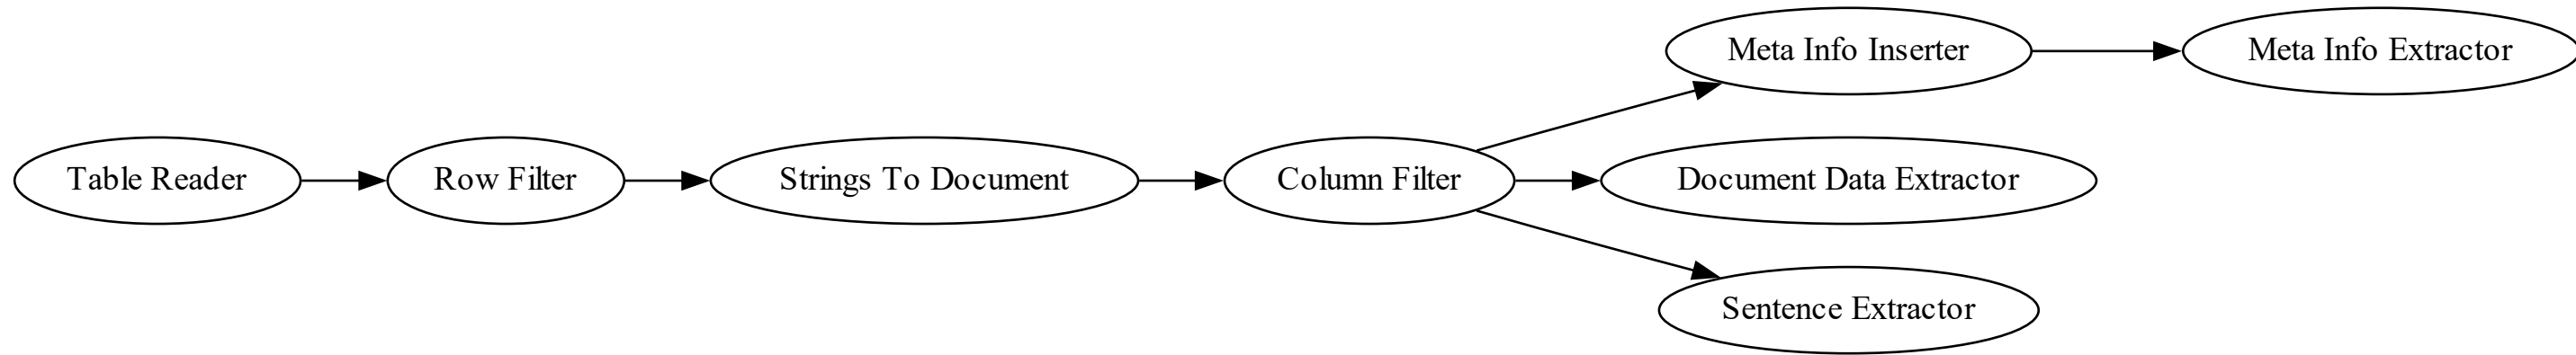 Meta Info Inserter
Meta Info Extractor
Table Reader
Row Filter
Strings To Document
Column Filter
Document Data Extractor
Sentence Extractor